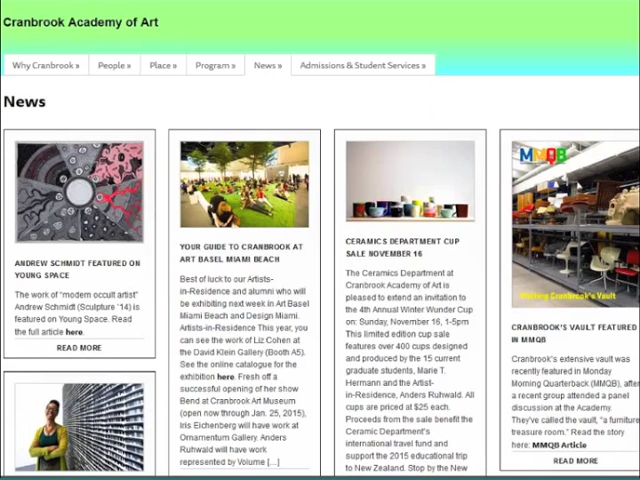 Cranbrook Academy of Art
Why Cranbrook »
People »
Place »
Program »
News »
Admissions & Student Services »
News
ANDREW SCHMIDT FEATURED ON
YOUNG SPACE
The work of "modern occult artist"
Andrew Schmidt (Sculpture '14) is
featured on Young Space. Read
the full article here.
READ MORE
YOUR GUIDE TO CRANBROOK AT
ART BASEL MIAMI BEACH
Best of luck to our Artists-
in-Residence and alumni who will
be exhibiting next week in Art Basel
Miami Beach and Design Miami.
Artists-in-Residence This year, you
can see the work of Liz Cohen at
the David Klein Gallery (Booth A5).
See the online catalogue for the
exhibition here. Fresh off a
successful opening of her show
Bend at Cranbrook Art Museum
(open now through Jan. 25, 2015),
Iris Eichenberg will have work at
Ornamentum Gallery. Anders
Ruhwald will have work
represented by Volume [...]
CERAMICS DEPARTMENT CUP
SALE NOVEMBER 16
The Ceramics Department at
Cranbrook Academy of Art is
pleased to extend an invitation to
the 4th Annual Winter Wunder Cup
on: Sunday, November 16, 1-5pm
This limited edition cup sale
features over 400 cups designed
and produced by the 15 current
graduate students, Marie T.
Hermann and the Artist-
in-Residence, Anders Ruhwald. All
cups are priced at $25 each.
Proceeds from the sale benefit the
Ceramic Department's
international travel fund and
support the 2015 educational trip
to New Zealand. Stop by the New
MMQB
Visiting Cranbrook's Vault
CRANBROOK'S VAULT FEATURED
IN MMQB
Cranbrook's extensive vault was
recently featured in Monday
Morning Quarterback (MMQB), after
a recent group attended a panel
discussion at the Academy.
They've called the vault, "a furniture
treasure room." Read the story
here: MMQB Article
READ MORE